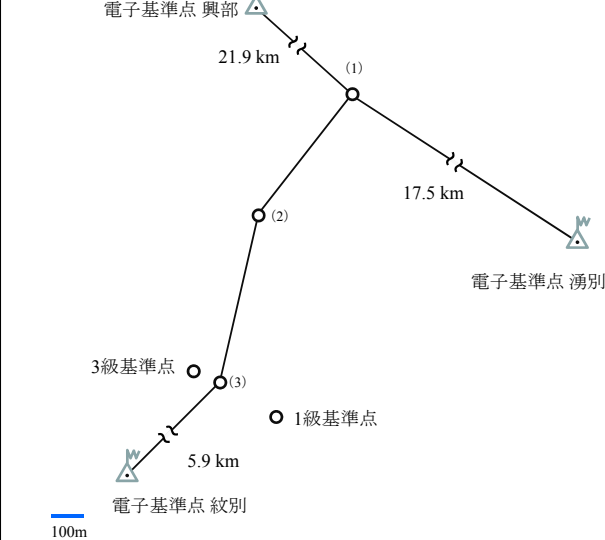 電子基準点 興部
21.9 km
(1)
17.5 km
(2)
電子基準点 湧別
3級基準点
(3)
1級基準点
5.9 km
電子基準点 紋別
100m